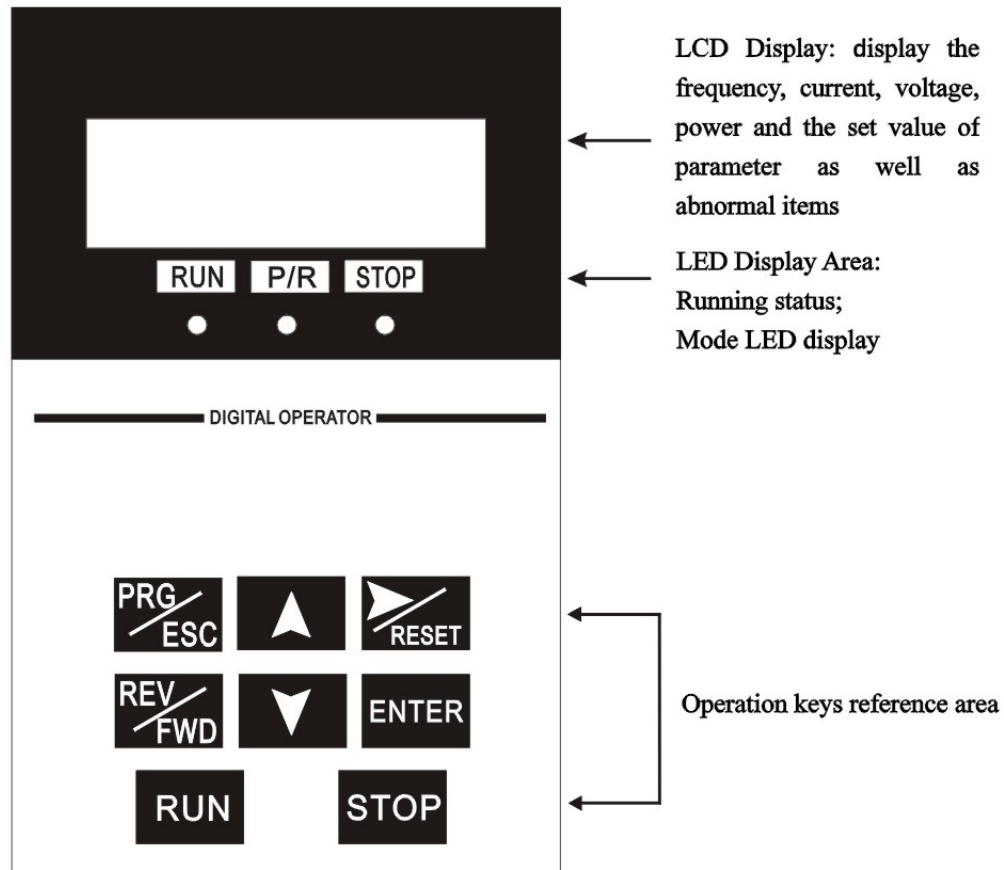 LCD Display: display the
frequency, current, voltage,
power and the set value of
parameter as well as
abnormal items
RUN P/R STOP
LED Display Area:
Running status;
Mode LED display
DIGITAL OPERATOR
PRG/ESC
RESET
REV/FWD
ENTER
Operation keys reference area
RUN
STOP